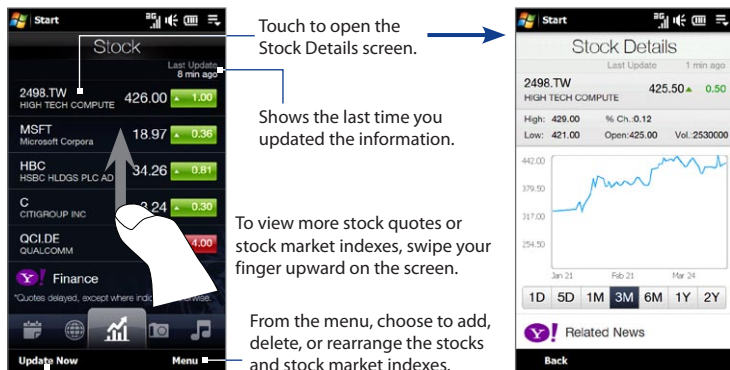 Start
3G
Stock
Last Update
8 min ago
2498.TW
HIGH TECH COMPUTE
426.00
1.00
MSFT
Microsoft Corpora
18.97
0.36
HBC
HSBC HLDGS PLC AD
34.26
0.81
C
CITIGROUP INC
3.24
0.30
QCI.DE
QUALCOMM
4.00
Y! Finance
*Quotes delayed, except where
Update Now
Menu
Touch to open the
Stock Details screen.
Shows the last time you
updated the information.
To view more stock quotes or
stock market indexes, swipe your
finger upward on the screen.
From the menu, choose to add,
delete, or rearrange the stocks
and stock market indexes.
Start
3G
Stock Details
Last Update 1 min ago
2498.TW
HIGH TECH COMPUTE
425.50 0.50
High: 429.00 % Ch.:0.12
Low: 421.00 Open:425.00 Vol.:2530000
442.00
379.50
317.00
254.50
Jan 21 Feb 21 Mar 24
1D 5D 1M 3M 6M 1Y 2Y
Y! Related News
Back